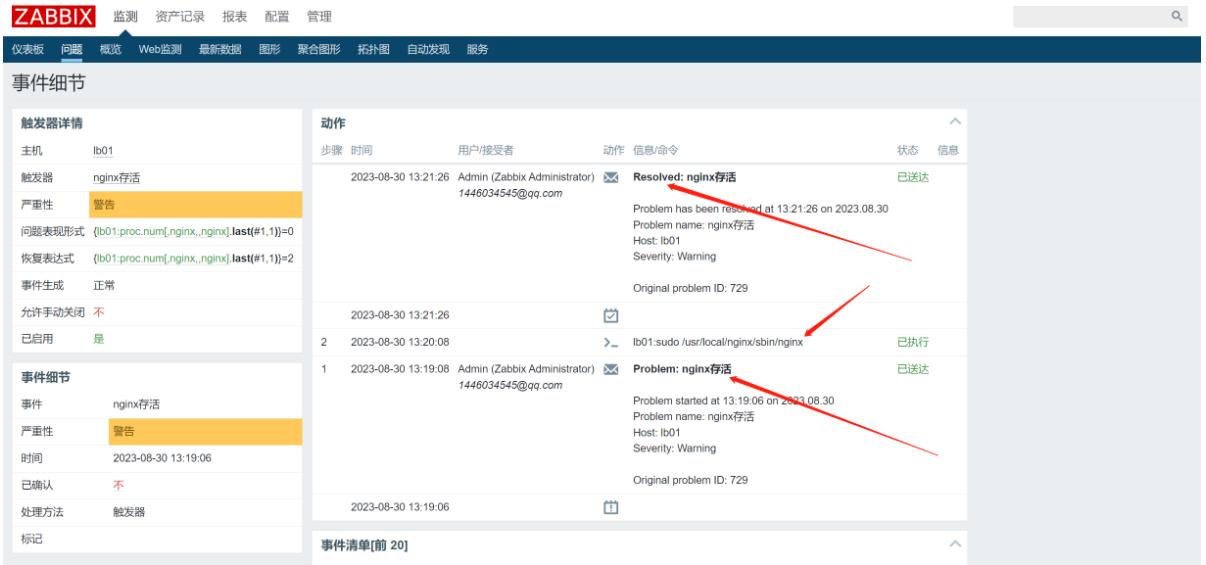 ZABBIX 监测 资产记录 报表 配置 管理
仪表板 问题 概览 Web监测 最新数据 图形 聚合图形 拓扑图 自动发现 服务
事件细节
触发器详情
主机 lb01
触发器 nginx存活
严重性 警告
问题表现形式 {lb01:proc.num[,nginx,,nginx].last(#1,1)}=0
恢复表达式 {lb01:proc.num[,nginx,,nginx].last(#1,1)}=2
事件生成 正常
允许手动关闭 不
已启用 是
事件细节
事件 nginx存活
严重性 警告
时间 2023-08-30 13:19:06
已确认 不
处理方法 触发器
标记
动作
步骤 时间 用户/接受者 动作 信息/命令 状态 信息
2023-08-30 13:21:26 Admin (Zabbix Administrator) Resolved: nginx存活 已送达
1446034545@qq.com
Problem has been resolved at 13:21:26 on 2023.08.30
Problem name: nginx存活
Host: lb01
Severity: Warning
Original problem ID: 729
2023-08-30 13:21:26
2 2023-08-30 13:20:08 lb01:sudo /usr/local/nginx/sbin/nginx 已执行
1 2023-08-30 13:19:08 Admin (Zabbix Administrator) Problem: nginx存活 已送达
1446034545@qq.com
Problem started at 13:19:06 on 2023.08.30
Problem name: nginx存活
Host: lb01
Severity: Warning
Original problem ID: 729
2023-08-30 13:19:06
事件清单[前 20]